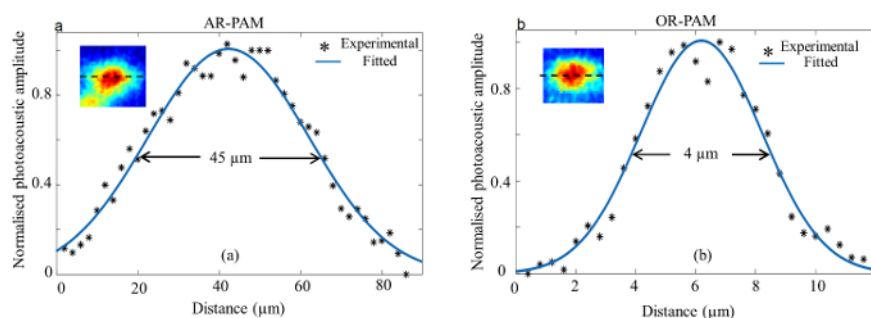 a
AR-PAM
Normalised photoacoustic amplitude
0.8
0.4
0
* Experimental
Fitted
45 µm
(a)
0
20
40
60
80
Distance (µm)
b
OR-PAM
Normalised photoacoustic amplitude
0.8
0.4
0
* Experimental
Fitted
4 µm
(b)
0
2
4
6
8
10
Distance (µm)